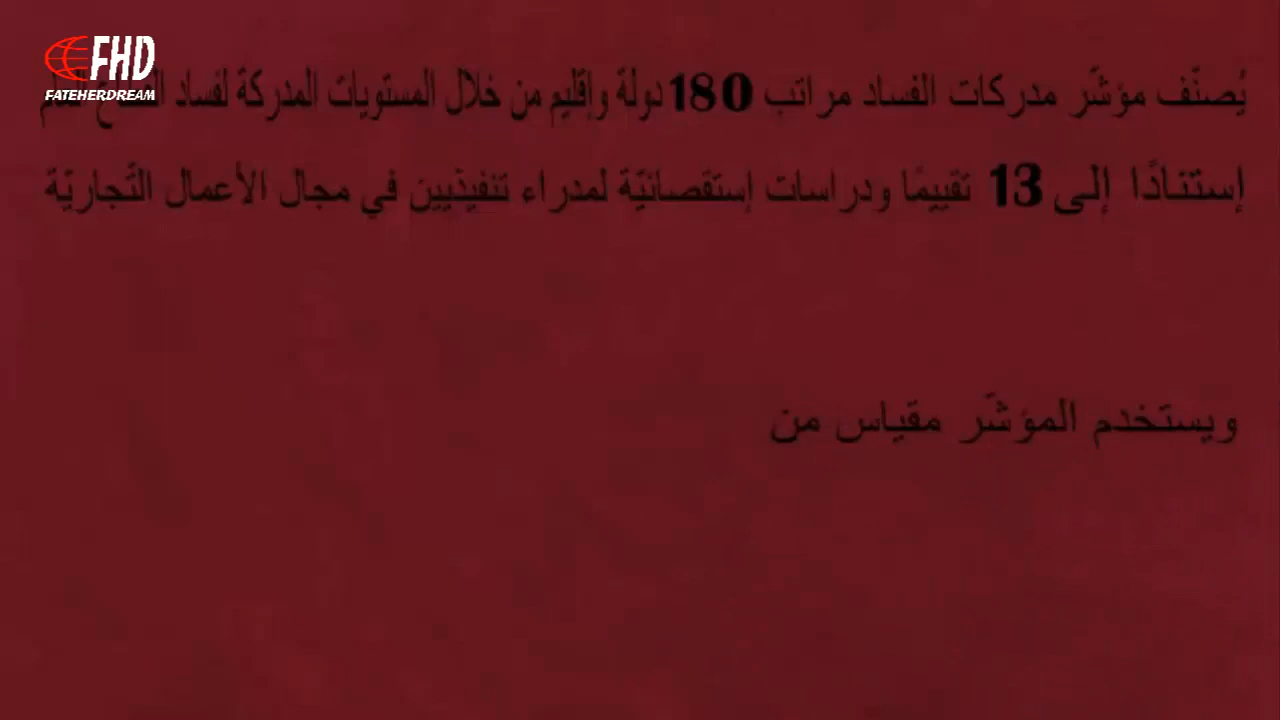 FHD
FATEHERDREAM
يُصنّف مؤشّر مدركات الفساد مراتب 180 دولة وإقليم من خلال المستويات المدركة لفساد
إستنادًا إلى 13 تقييمًا ودراسات إستقصائيّة لمدراء تنفيذيين في مجال الأعمال التّجاريّة
ويستخدم المؤشّر مقياس من